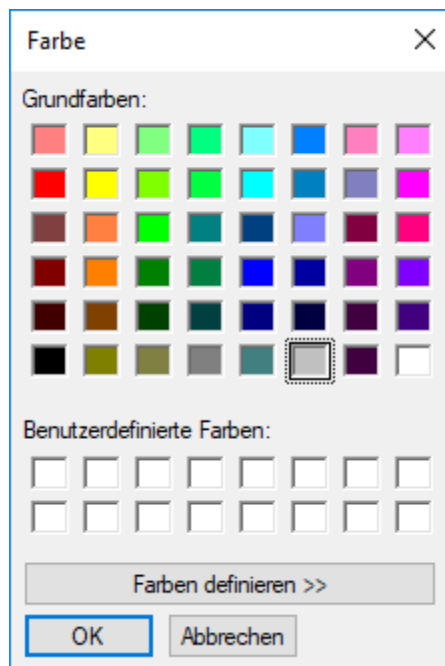 Farbe
Grundfarben:
Benutzerdefinierte Farben:
Farben definieren >>
OK
Abbrechen